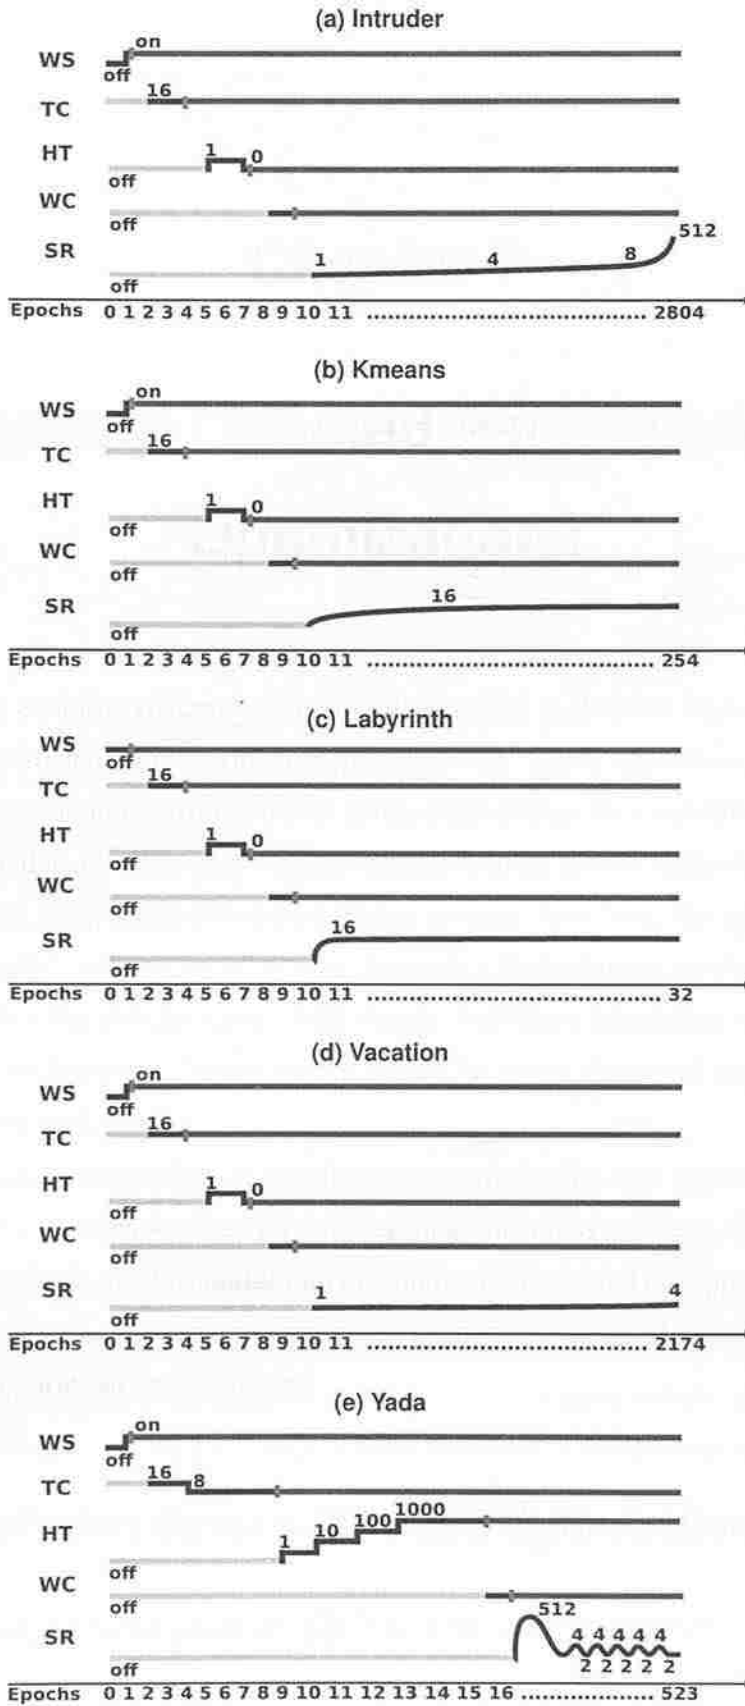 (a) Intruder
on
WS
off
16
TC
1 0
HT
off
WC
off
512
SR 1 4 8
off
Epochs 0 1 2 3 4 5 6 7 8 9 10 11 ............................................. 2804
(b) Kmeans
on
WS
off
16
TC
1 0
HT
off
WC
off
16
SR
off
Epochs 0 1 2 3 4 5 6 7 8 9 10 11 ............................................. 254
(c) Labyrinth
WS
off
16
TC
1 0
HT
off
WC
off
16
SR
off
Epochs 0 1 2 3 4 5 6 7 8 9 10 11 ............................................. 32
(d) Vacation
on
WS
off
16
TC
1 0
HT
off
WC
off
SR 1 4
off
Epochs 0 1 2 3 4 5 6 7 8 9 10 11 ............................................. 2174
(e) Yada
on
WS
off
16 8
TC
1000
100
10
1
HT
off
WC
off
512
SR 4 4 4 4 4
2 2 2 2 2
off
Epochs 0 1 2 3 4 5 6 7 8 9 10 11 12 13 14 15 16 ....................... 523